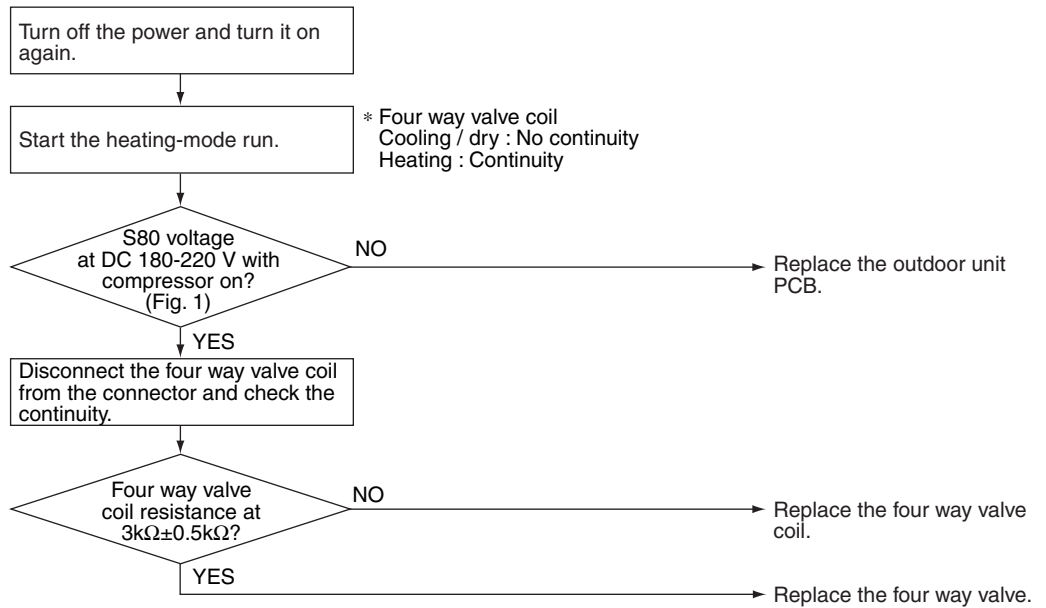 Turn off the power and turn it on
again.
Start the heating-mode run.
* Four way valve coil
Cooling / dry : No continuity
Heating : Continuity
S80 voltage
at DC 180-220 V with
compressor on?
(Fig. 1)
NO
Replace the outdoor unit
PCB.
YES
Disconnect the four way valve coil
from the connector and check the
continuity.
Four way valve
coil resistance at
3kΩ±0.5kΩ?
NO
Replace the four way valve
coil.
YES
Replace the four way valve.